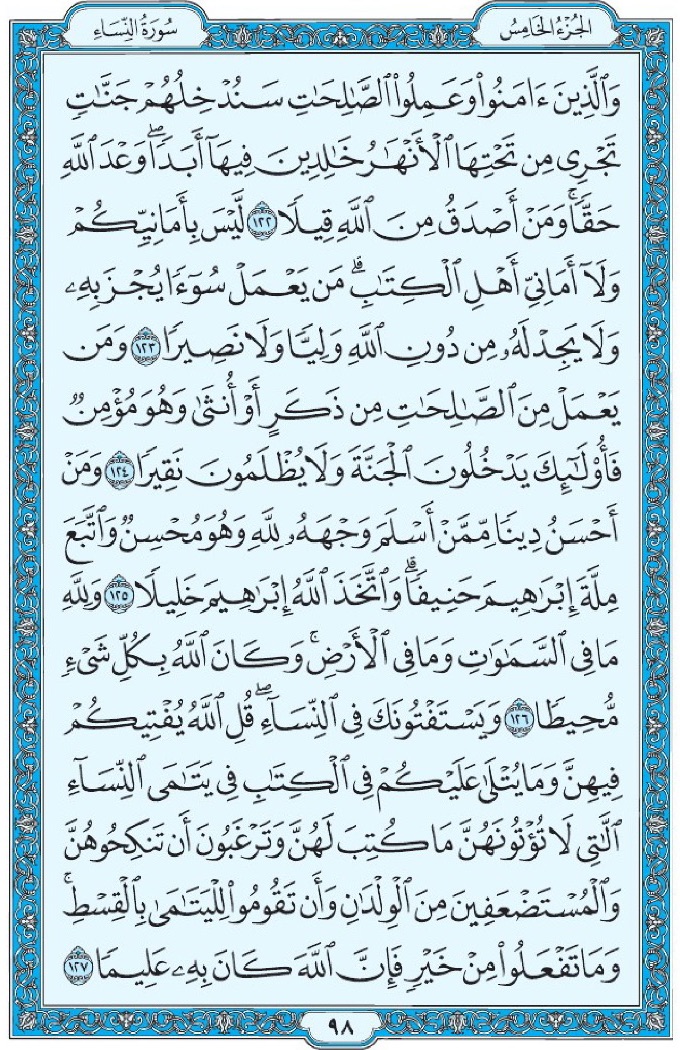 الجُزْءُ الخَامِسُ
سُورَةُ النِّسَاءِ
وَٱلَّذِينَ ءَامَنُواْ وَعَمِلُواْ ٱلصَّٰلِحَٰتِ سَنُدۡخِلُهُمۡ جَنَّٰتٖ
تَجۡرِي مِن تَحۡتِهَا ٱلۡأَنۡهَٰرُ خَٰلِدِينَ فِيهَآ أَبَدٗاۖ وَعۡدَ ٱللَّهِ
حَقّٗاۚ وَمَنۡ أَصۡدَقُ مِنَ ٱللَّهِ قِيلٗا ١٢٢ لَّيۡسَ بِأَمَانِيِّكُمۡ
وَلَآ أَمَانِيِّ أَهۡلِ ٱلۡكِتَٰبِۗ مَن يَعۡمَلۡ سُوٓءٗا يُجۡزَ بِهِۦ
وَلَا يَجِدۡ لَهُۥ مِن دُونِ ٱللَّهِ وَلِيّٗا وَلَا نَصِيرٗا ١٢٣ وَمَن
يَعۡمَلۡ مِنَ ٱلصَّٰلِحَٰتِ مِن ذَكَرٍ أَوۡ أُنثَىٰ وَهُوَ مُؤۡمِنٞ
فَأُوْلَٰٓئِكَ يَدۡخُلُونَ ٱلۡجَنَّةَ وَلَا يُظۡلَمُونَ نَقِيرٗا ١٢٤ وَمَنۡ
أَحۡسَنُ دِينٗا مِّمَّنۡ أَسۡلَمَ وَجۡهَهُۥ لِلَّهِ وَهُوَ مُحۡسِنٞ وَٱتَّبَعَ
مِلَّةَ إِبۡرَٰهِيمَ حَنِيفٗاۗ وَٱتَّخَذَ ٱللَّهُ إِبۡرَٰهِيمَ خَلِيلٗا ١٢٥ وَلِلَّهِ
مَا فِي ٱلسَّمَٰوَٰتِ وَمَا فِي ٱلۡأَرۡضِۚ وَكَانَ ٱللَّهُ بِكُلِّ شَيۡءٖ
مُّحِيطٗا ١٢٦ وَيَسۡتَفۡتُونَكَ فِي ٱلنِّسَآءِۖ قُلِ ٱللَّهُ يُفۡتِيكُمۡ
فِيهِنَّ وَمَا يُتۡلَىٰ عَلَيۡكُمۡ فِي ٱلۡكِتَٰبِ فِي يَتَٰمَى ٱلنِّسَآءِ
ٱلَّٰتِي لَا تُؤۡتُونَهُنَّ مَا كُتِبَ لَهُنَّ وَتَرۡغَبُونَ أَن تَنكِحُوهُنَّ
وَٱلۡمُسۡتَضۡعَفِينَ مِنَ ٱلۡوِلۡدَٰنِ وَأَن تَقُومُواْ لِلۡيَتَٰمَىٰ بِٱلۡقِسۡطِۚ
وَمَا تَفۡعَلُواْ مِنۡ خَيۡرٖ فَإِنَّ ٱللَّهَ كَانَ بِهِۦ عَلِيمٗا ١٢٧
٩٨